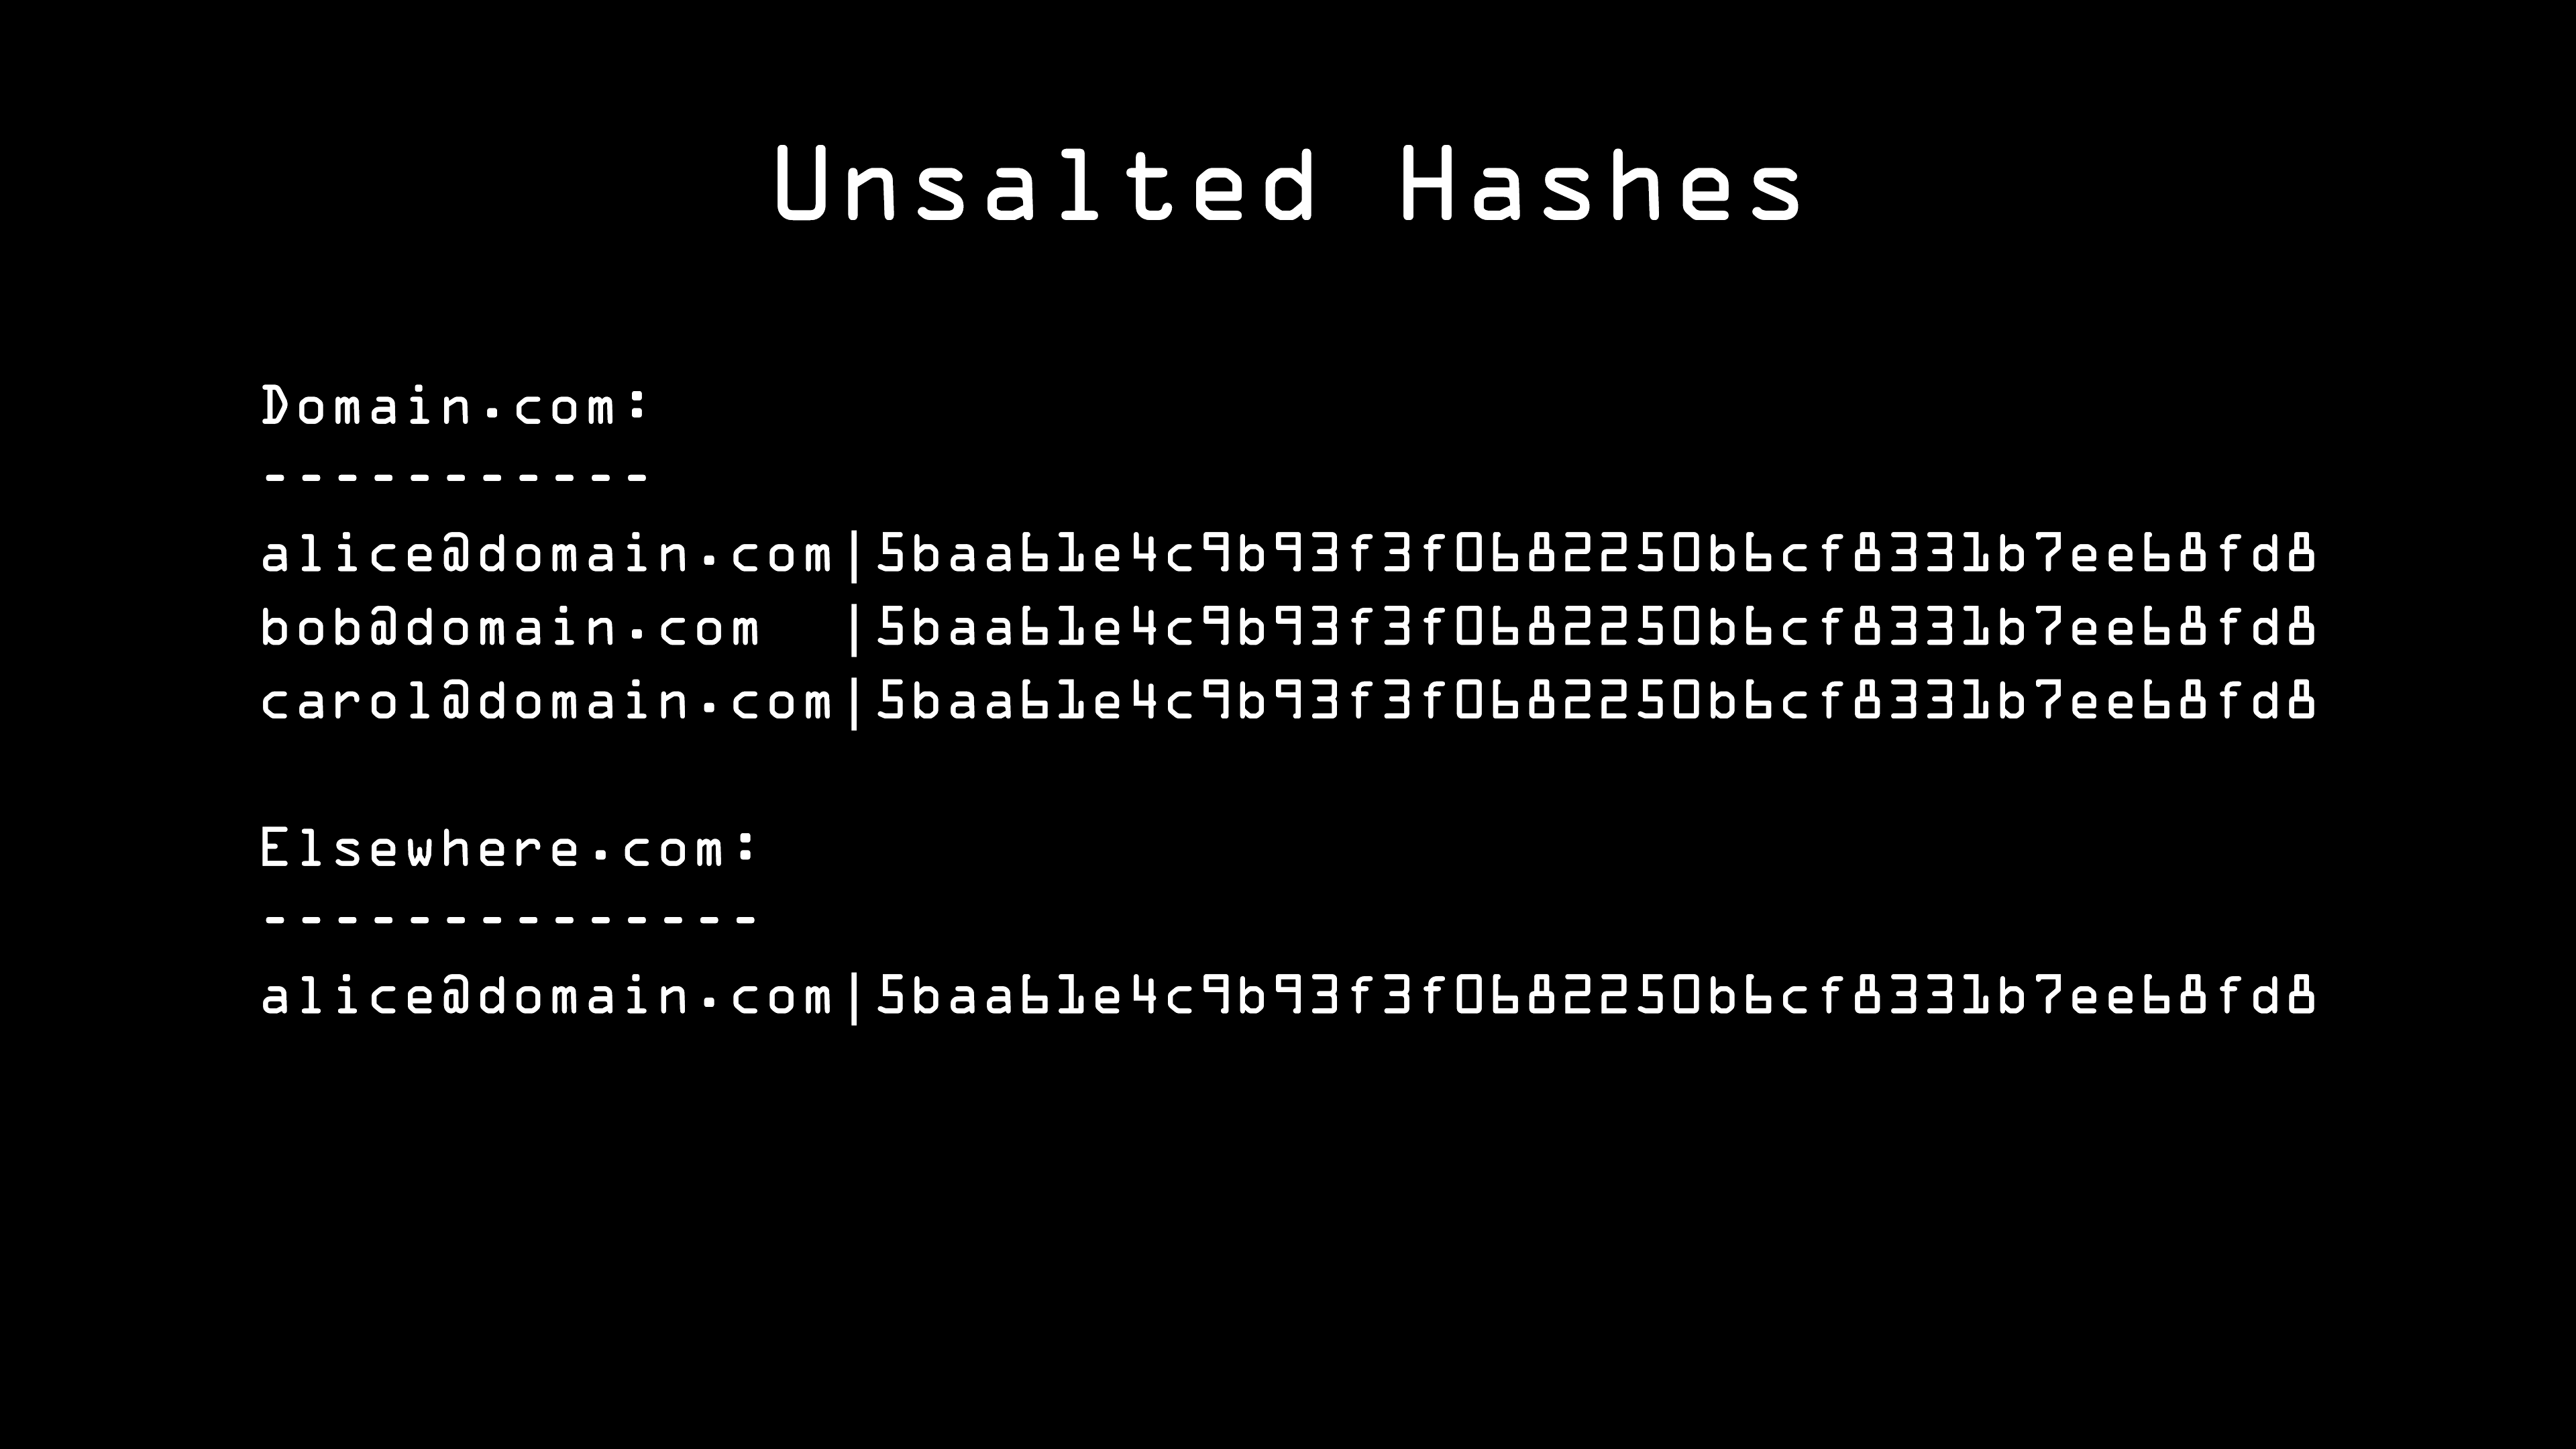 Unsalted Hashes
Domain.com:
-----------
alice@domain.com|5baa61e4c9b93f3f0682250b6cf8331b7ee68fd8
bob@domain.com  |5baa61e4c9b93f3f0682250b6cf8331b7ee68fd8
carol@domain.com|5baa61e4c9b93f3f0682250b6cf8331b7ee68fd8
Elsewhere.com:
--------------
alice@domain.com|5baa61e4c9b93f3f0682250b6cf8331b7ee68fd8